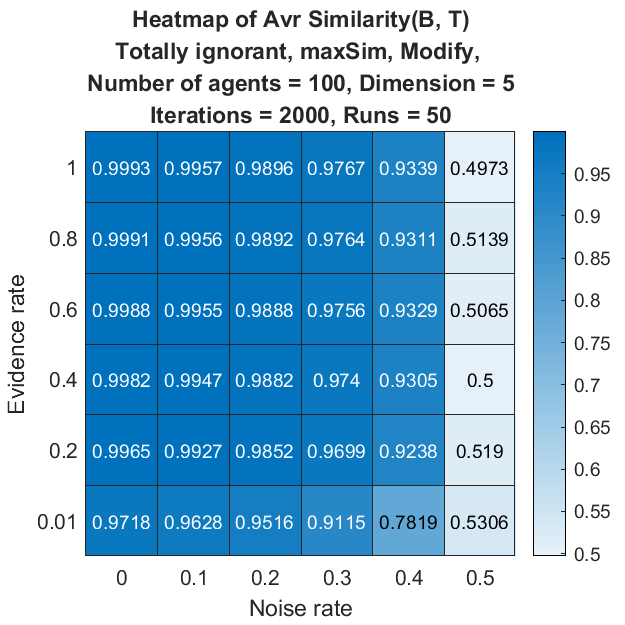 Heatmap of Avr Similarity(B, T)
Totally ignorant, maxSim, Modify,
Number of agents = 100, Dimension = 5
Iterations = 2000, Runs = 50
1 0.9993 0.9957 0.9896 0.9767 0.9339 0.4973
0.8 0.9991 0.9956 0.9892 0.9764 0.9311 0.5139
0.6 0.9988 0.9955 0.9888 0.9756 0.9329 0.5065
0.4 0.9982 0.9947 0.9882 0.974 0.9305 0.5
0.2 0.9965 0.9927 0.9852 0.9699 0.9238 0.519
0.01 0.9718 0.9628 0.9516 0.9115 0.7819 0.5306
0 0.1 0.2 0.3 0.4 0.5
Noise rate
Evidence rate
0.95
0.9
0.85
0.8
0.75
0.7
0.65
0.6
0.55
0.5